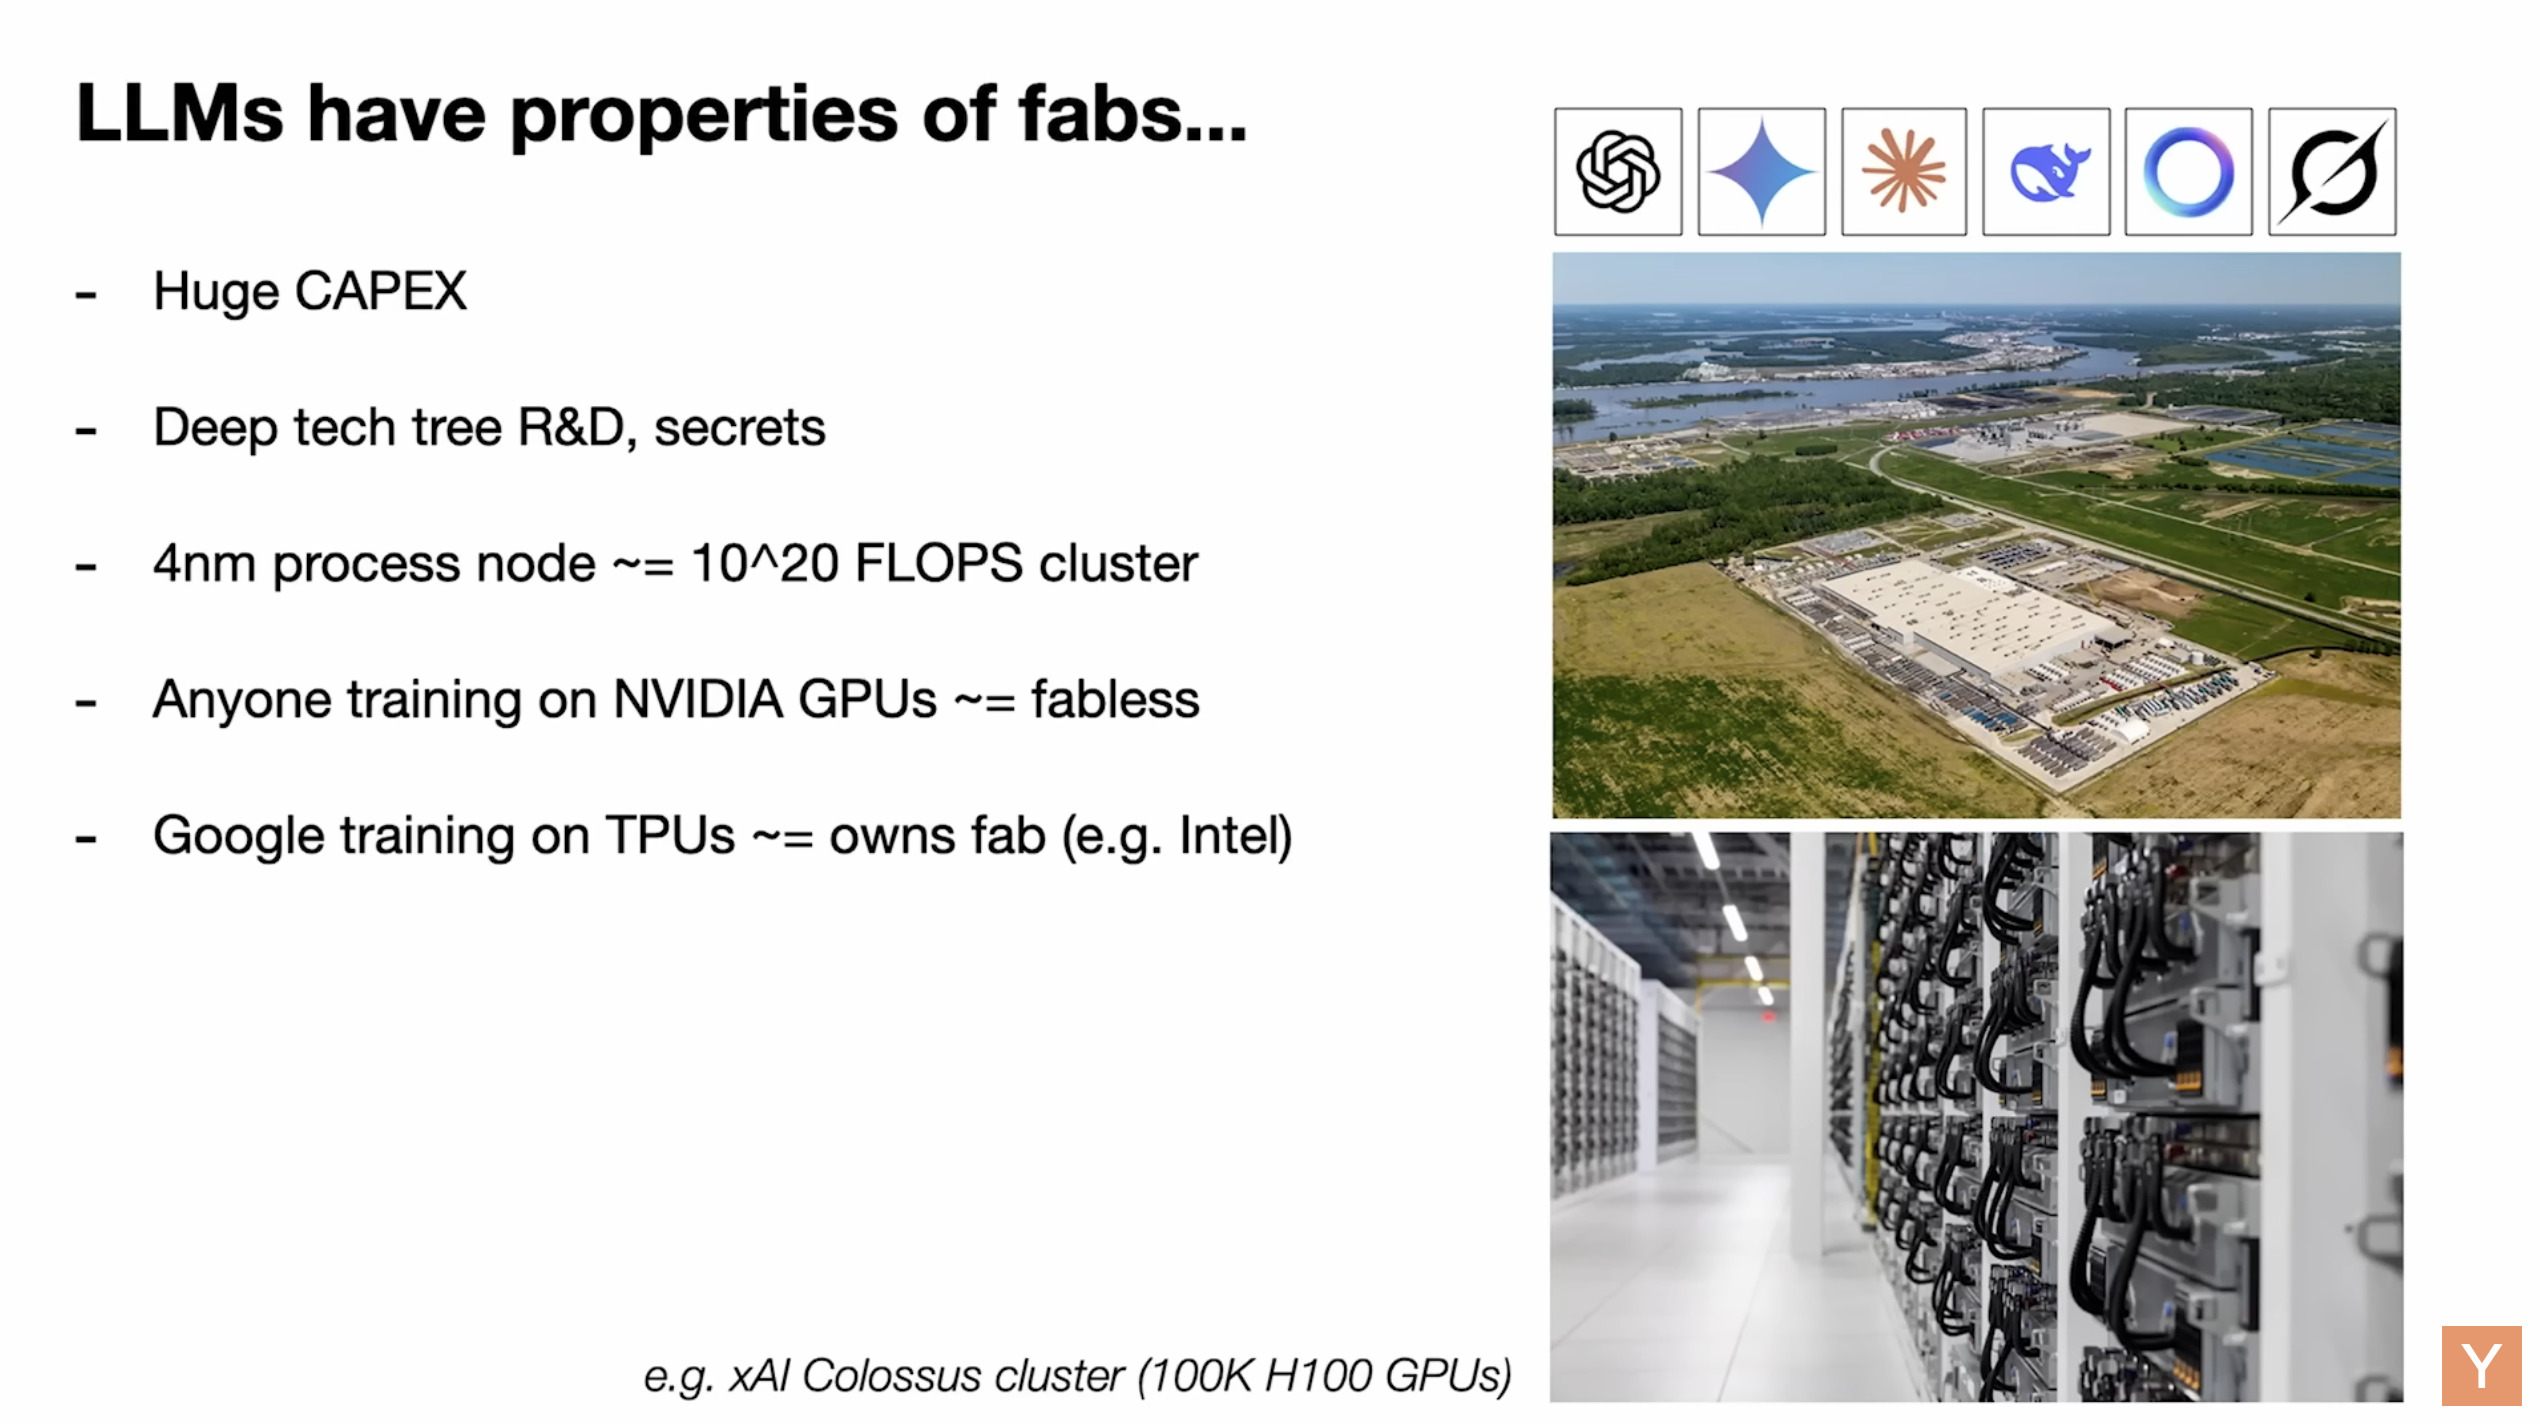 LLMs have properties of fabs...
- Huge CAPEX
- Deep tech tree R&D, secrets
- 4nm process node ~= 10^20 FLOPS cluster
- Anyone training on NVIDIA GPUs ~= fabless
- Google training on TPUs ~= owns fab (e.g. Intel)
e.g. xAI Colossus cluster (100K H100 GPUs)
Y